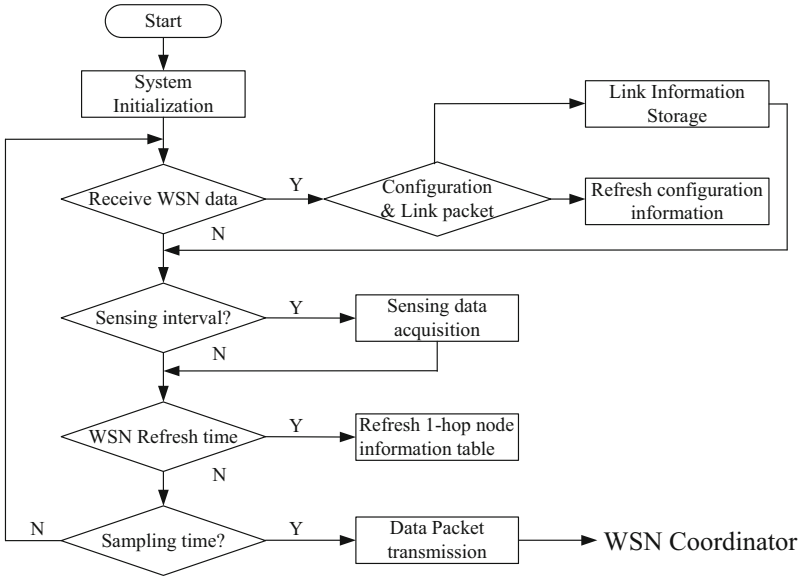 Start
System
Initialization
Link Information
Storage
Receive WSN data
Y
Configuration
& Link packet
Refresh configuration
information
N
Sensing interval?
Y
Sensing data
acquisition
N
WSN Refresh time
Y
Refresh 1-hop node
information table
N
N
Sampling time?
Y
Data Packet
transmission
WSN Coordinator